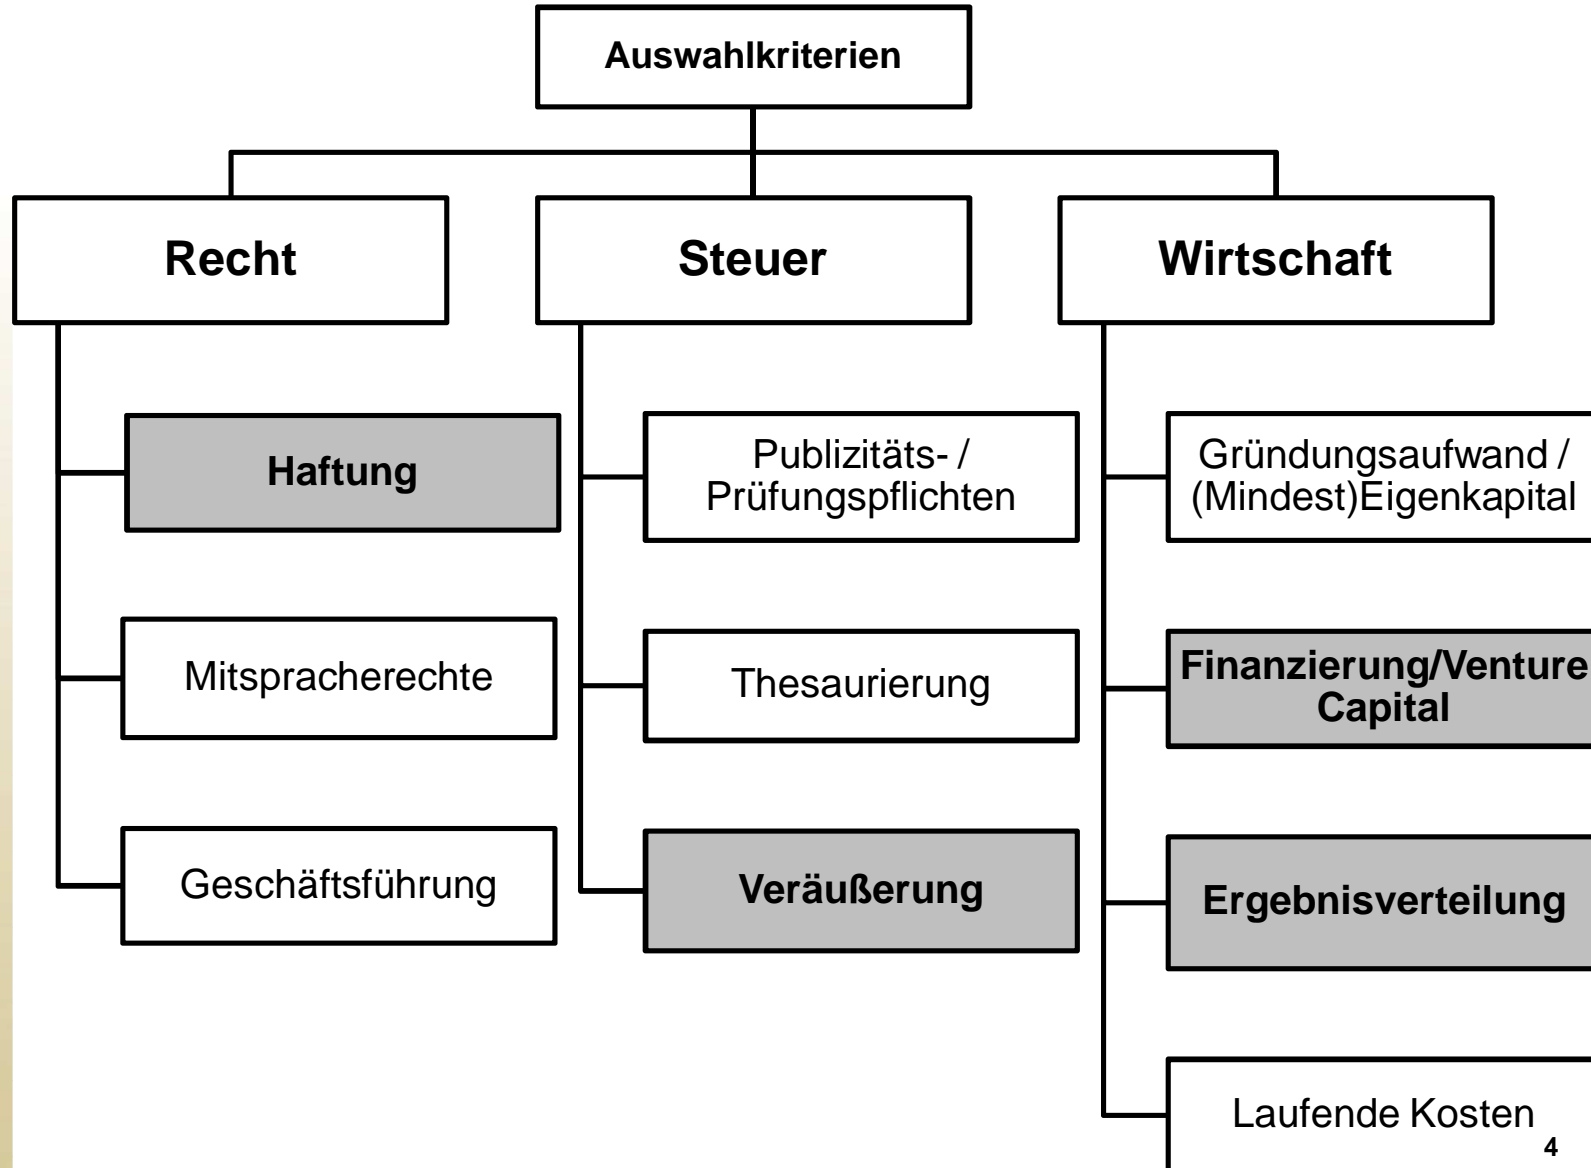 Auswahlkriterien
Recht
Haftung
Mitspracherechte
Geschäftsführung
Steuer
Publizitäts- /
Prüfungspflichten
Thesaurierung
Veräußerung
Wirtschaft
Gründungsaufwand /
(Mindest)Eigenkapital
Finanzierung/Venture
Capital
Ergebnisverteilung
Laufende Kosten
4